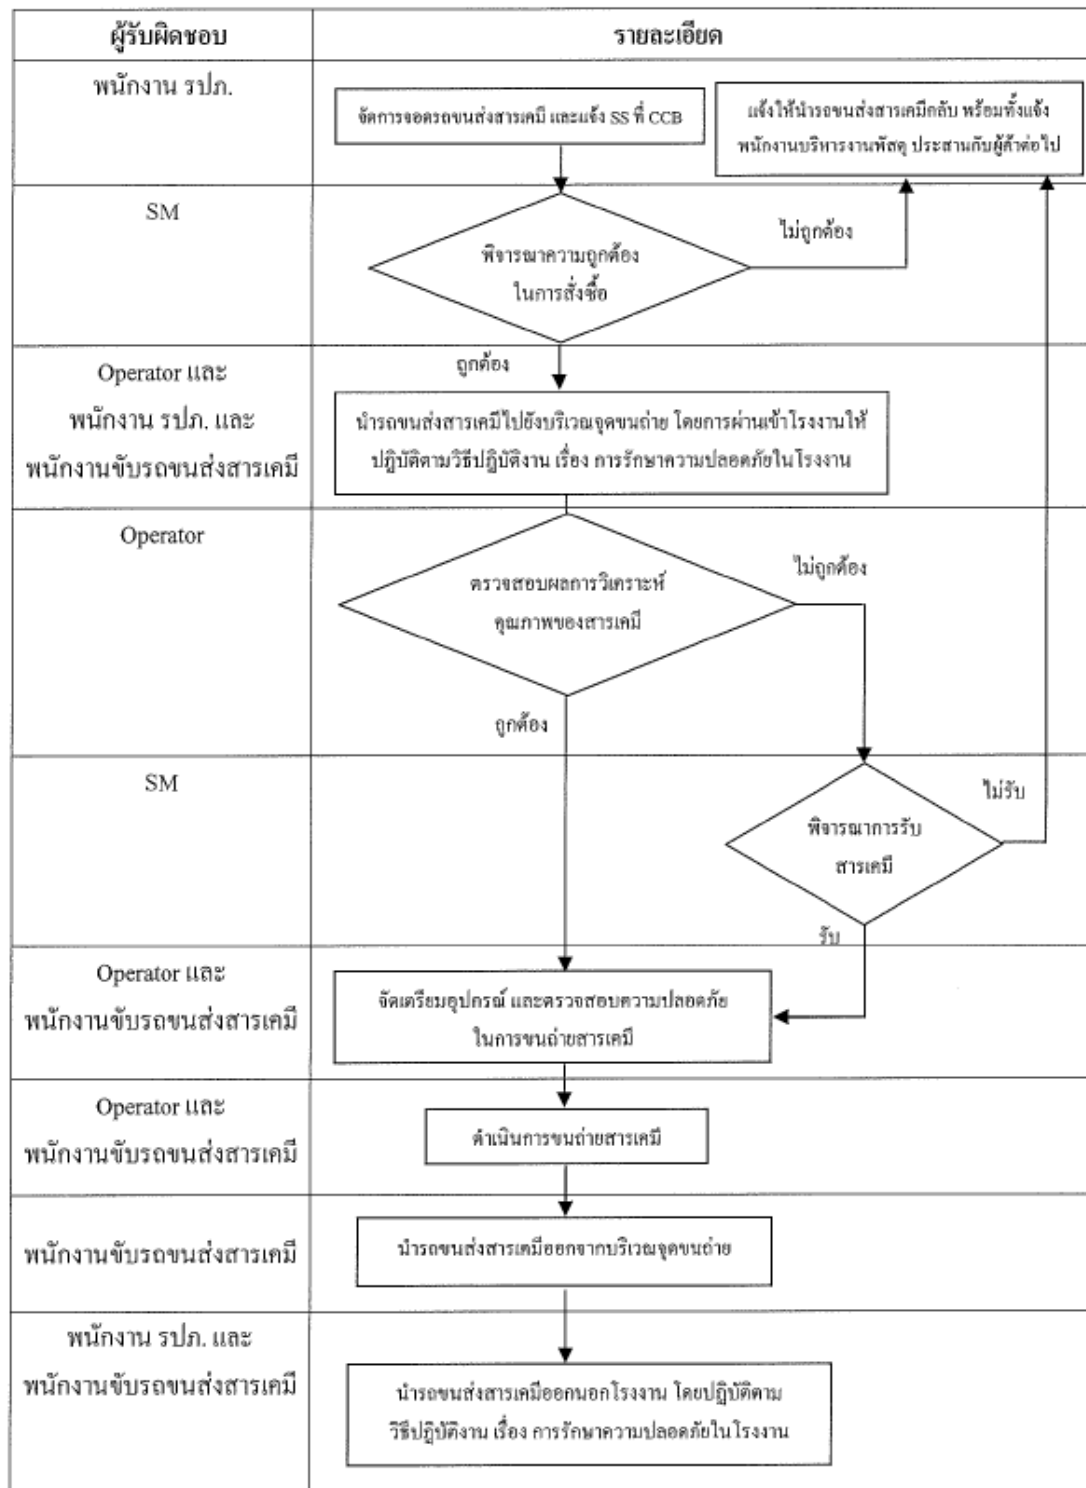 ผู้รับผิดชอบ
รายละเอียด
พนักงาน รปภ.
จัดการจอดรถขนส่งสารเคมี และแจ้ง SS ที่ CCB
แจ้งให้นำรถขนส่งสารเคมีกลับ พร้อมทั้งแจ้ง
พนักงานบริหารงานพัสดุ ประสานกับผู้ค้าต่อไป
SM
พิจารณาความถูกต้อง
ในการสั่งซื้อ
ไม่ถูกต้อง
ถูกต้อง
Operator และ
พนักงาน รปภ. และ
พนักงานขับรถขนส่งสารเคมี
นำรถขนส่งสารเคมีไปยังบริเวณจุดขนถ่าย โดยการผ่านเข้าโรงงานให้
ปฏิบัติตามวิธีปฏิบัติงาน เรื่อง การรักษาความปลอดภัยในโรงงาน
Operator
ตรวจสอบผลการวิเคราะห์
คุณภาพของสารเคมี
ไม่ถูกต้อง
ถูกต้อง
SM
พิจารณาการรับ
สารเคมี
ไม่รับ
รับ
Operator และ
พนักงานขับรถขนส่งสารเคมี
จัดเตรียมอุปกรณ์ และตรวจสอบความปลอดภัย
ในการขนถ่ายสารเคมี
Operator และ
พนักงานขับรถขนส่งสารเคมี
ดำเนินการขนถ่ายสารเคมี
พนักงานขับรถขนส่งสารเคมี
นำรถขนส่งสารเคมีออกจากบริเวณจุดขนถ่าย
พนักงาน รปภ. และ
พนักงานขับรถขนส่งสารเคมี
นำรถขนส่งสารเคมีออกนอกโรงงาน โดยปฏิบัติตาม
วิธีปฏิบัติงาน เรื่อง การรักษาความปลอดภัยในโรงงาน